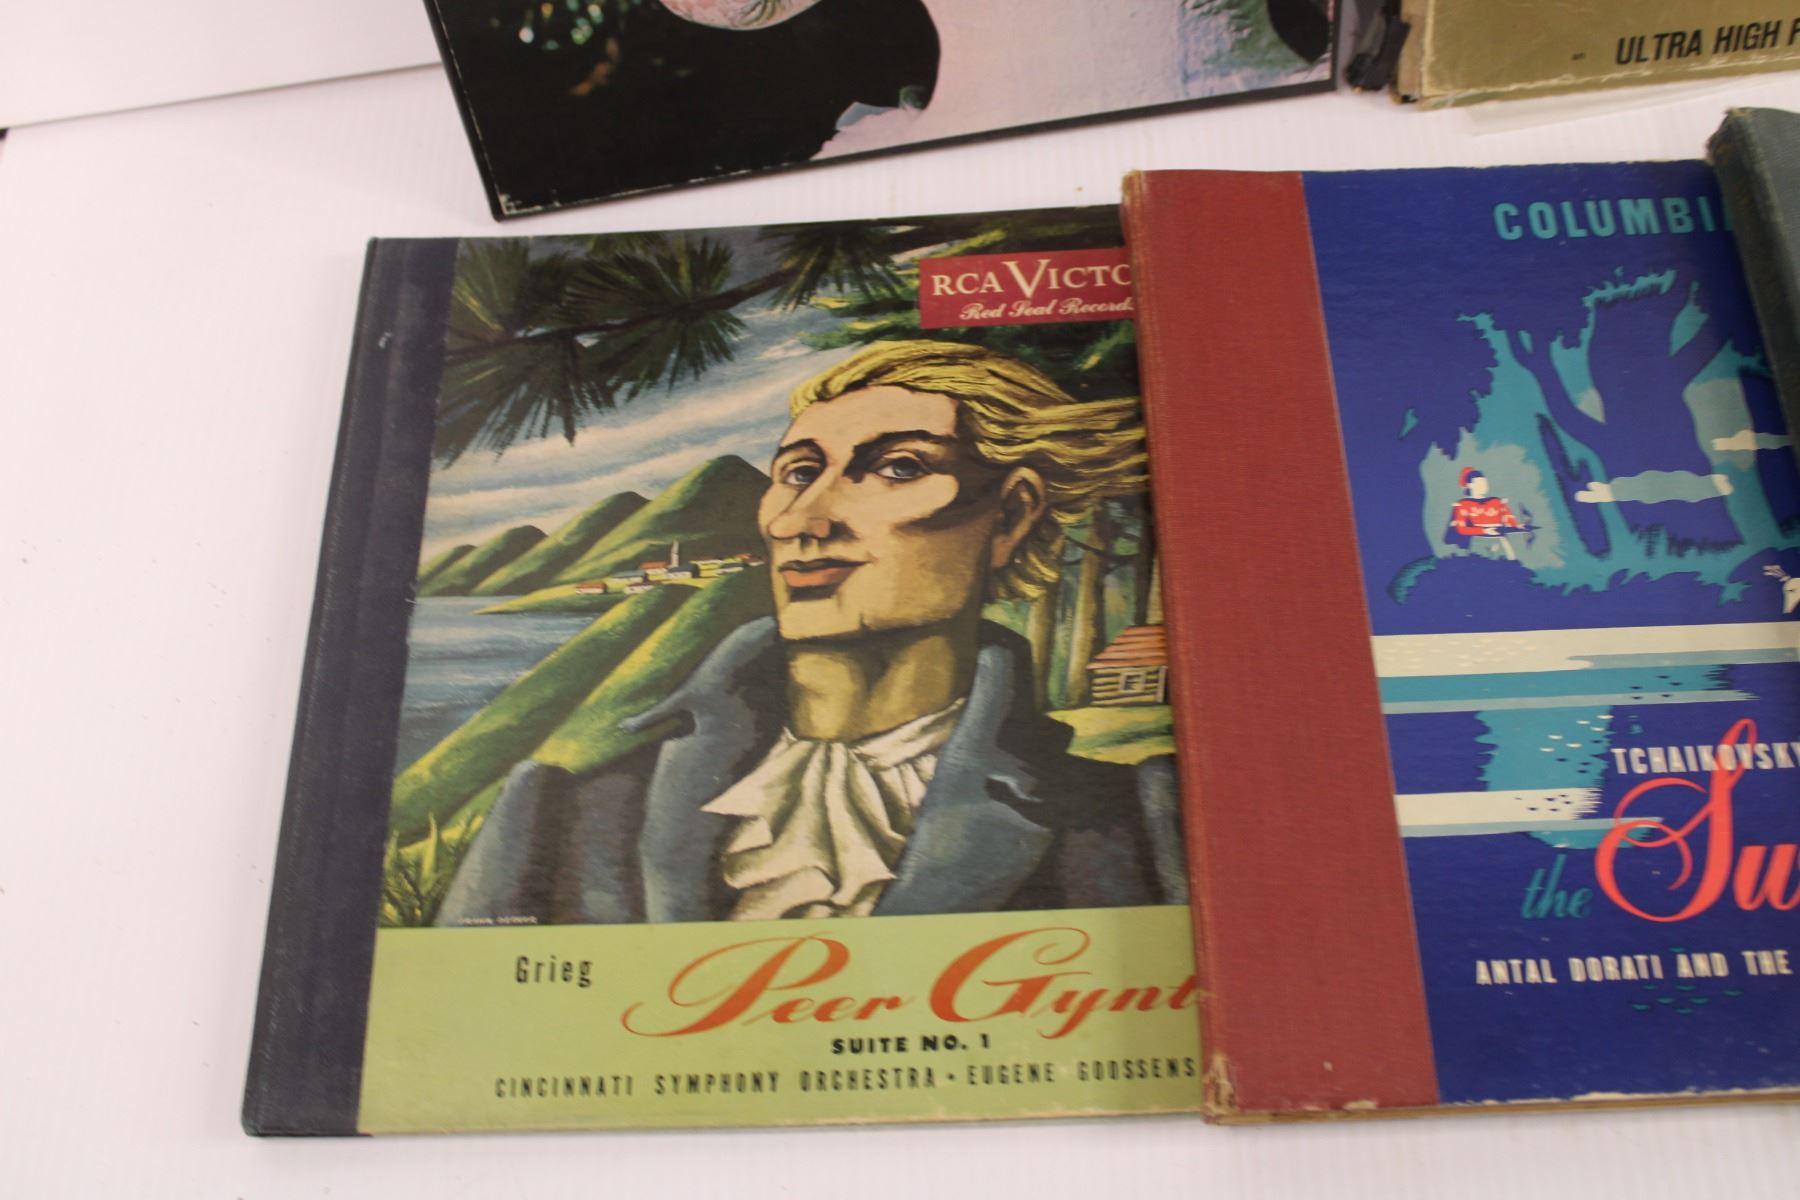 ULTRA HIGH
RCA VICTO
Red Seal Records
Grieg
Peer Gynt
SUITE NO. 1
CINCINNATI SYMPHONY ORCHESTRA • EUGENE GOOSSENS
COLUMBI
TCHAIKOVSKY
the Sw
ANTAL DORATI AND THE